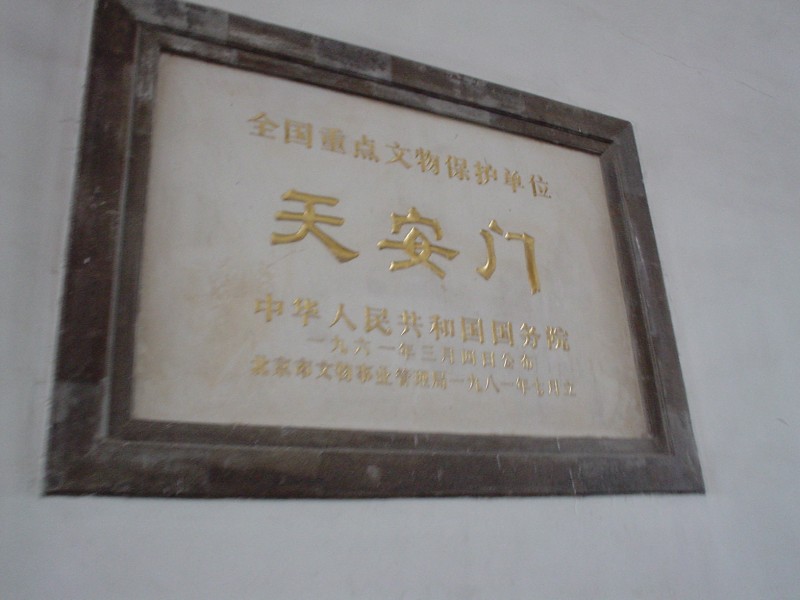 全国重点文物保护单位
天安门
中华人民共和国国务院
一九六一年三月四日公布
北京市文物事业管理局一九八一年七月立